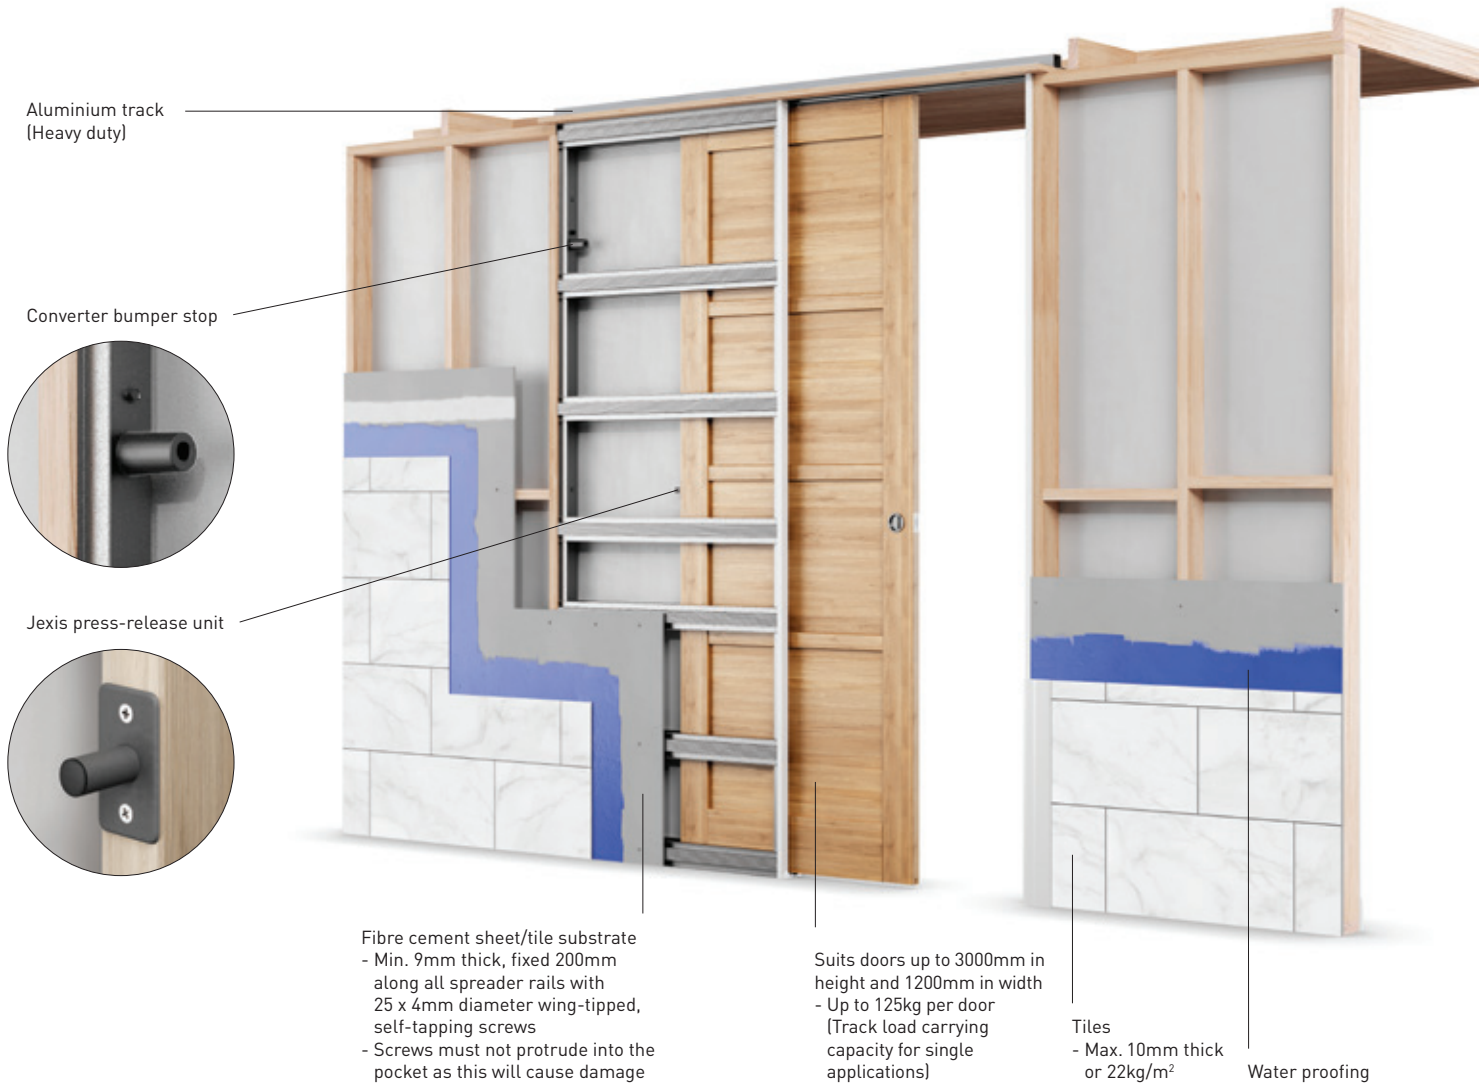 Aluminium track
(Heavy duty)
Converter bumper stop
Jexis press-release unit
Fibre cement sheet/tile substrate
- Min. 9mm thick, fixed 200mm
along all spreader rails with
25 x 4mm diameter wing-tipped,
self-tapping screws
- Screws must not protrude into the
pocket as this will cause damage
Suits doors up to 3000mm in
height and 1200mm in width
- Up to 125kg per door
(Track load carrying
capacity for single
applications)
Tiles
- Max. 10mm thick
or 22kg/m²
Water proofing